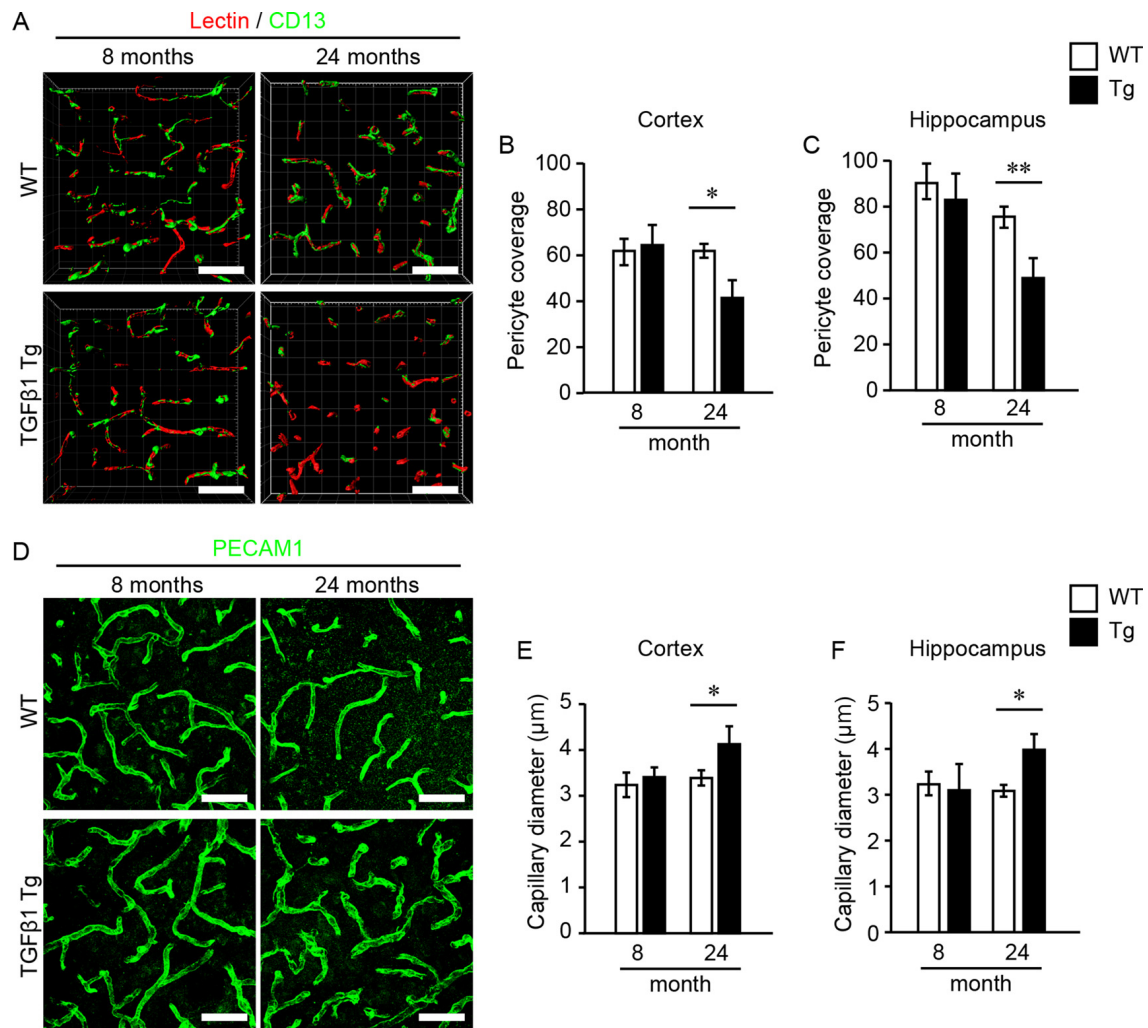 A
Lectin / CD13
8 months 24 months
WT
TGFβ1 Tg
WT
Tg
B
Cortex
Pericyte coverage
100
80
60
40
20
0
*
8 24
month
C
Hippocampus
Pericyte coverage
100
80
60
40
20
0
**
8 24
month
D
PECAM1
8 months 24 months
WT
TGFβ1 Tg
WT
Tg
E
Cortex
Capillary diameter (μm)
5
4
3
2
1
0
*
8 24
month
F
Hippocampus
Capillary diameter (μm)
5
4
3
2
1
0
*
8 24
month